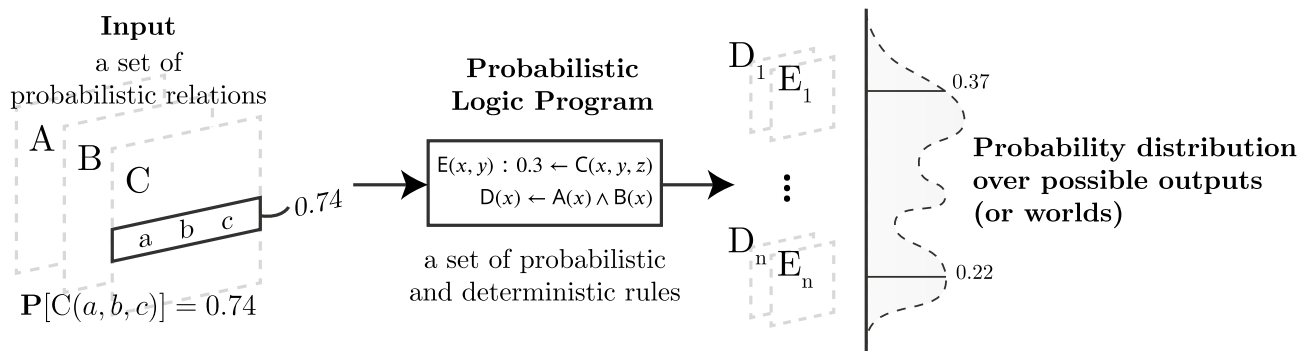 Input
a set of
probabilistic relations
A
B
C
a b c
0.74
P[C(a, b, c)] = 0.74
Probabilistic
Logic Program
E(x, y) : 0.3 ← C(x, y, z)
D(x) ← A(x) ∧ B(x)
a set of probabilistic
and deterministic rules
D₁ E₁
⋮
Dₙ Eₙ
0.37
0.22
Probability distribution
over possible outputs
(or worlds)